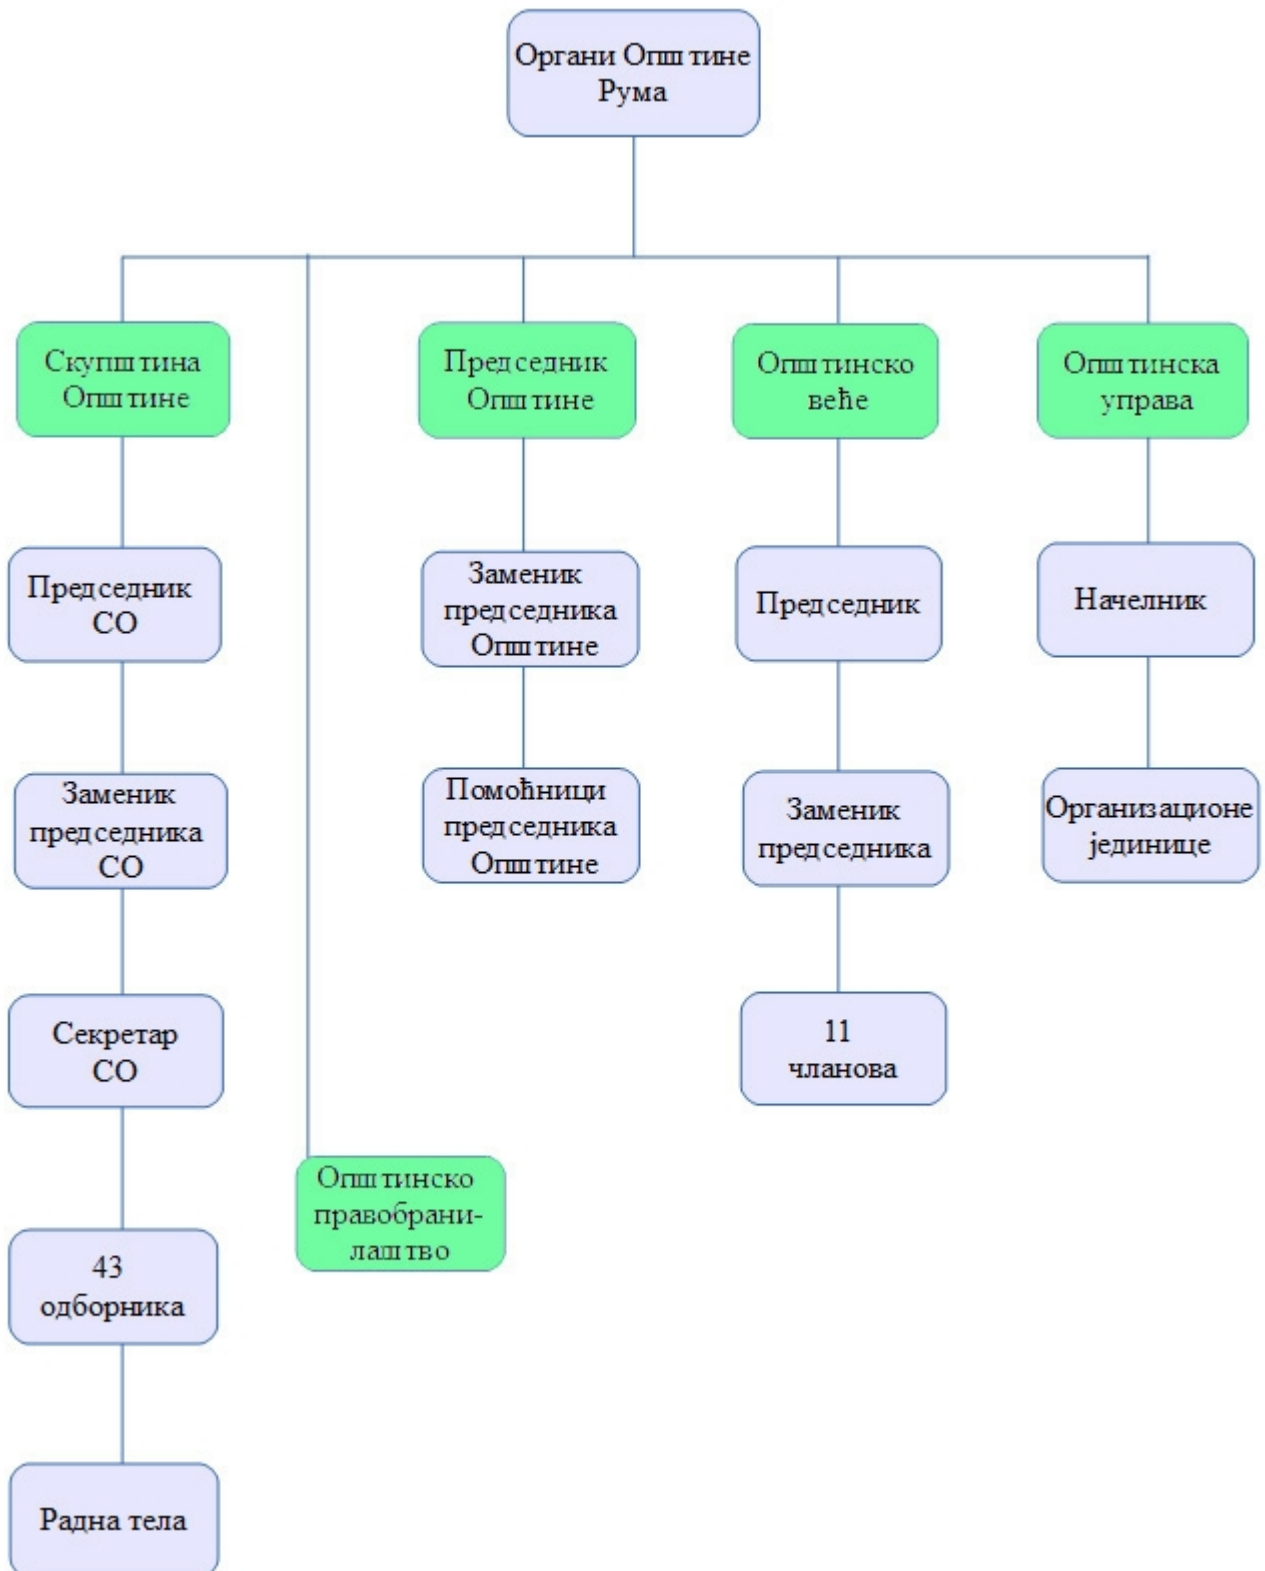 Органи Општине
Рума
Скупштина
Општине
Председник
Општине
Општинско
веће
Општинска
управа
Председник
СО
Заменик
председника
Општине
Председник
Начелник
Заменик
председника
СО
Помоћници
председника
Општине
Заменик
председника
Организационе
јединице
Секретар
СО
11
чланова
Општинско
правобрани-
лаштво
43
одборника
Радна тела